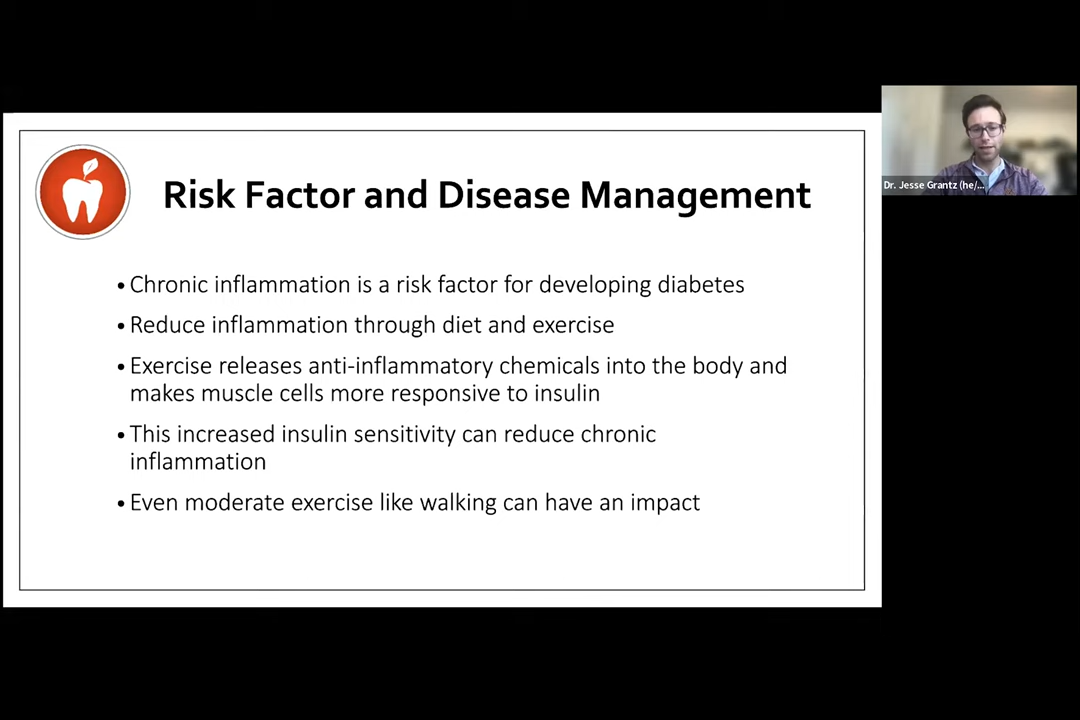 Risk Factor and Disease Management
• Chronic inflammation is a risk factor for developing diabetes
• Reduce inflammation through diet and exercise
• Exercise releases anti-inflammatory chemicals into the body and
makes muscle cells more responsive to insulin
• This increased insulin sensitivity can reduce chronic
inflammation
• Even moderate exercise like walking can have an impact
Dr. Jesse Grantz (he/...